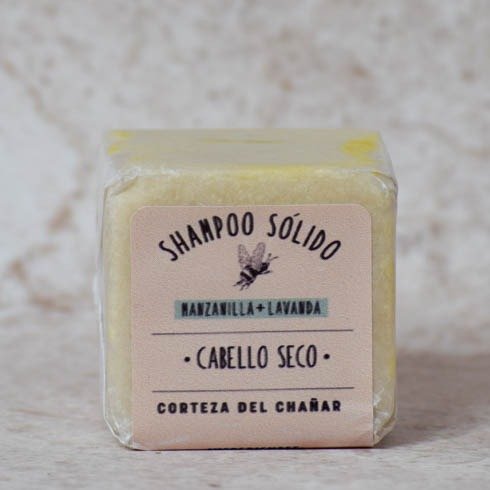 SHAMPOO SÓLIDO
MANZANILLA + LAVANDA
• CABELLO SECO •
CORTEZA DEL CHAÑAR